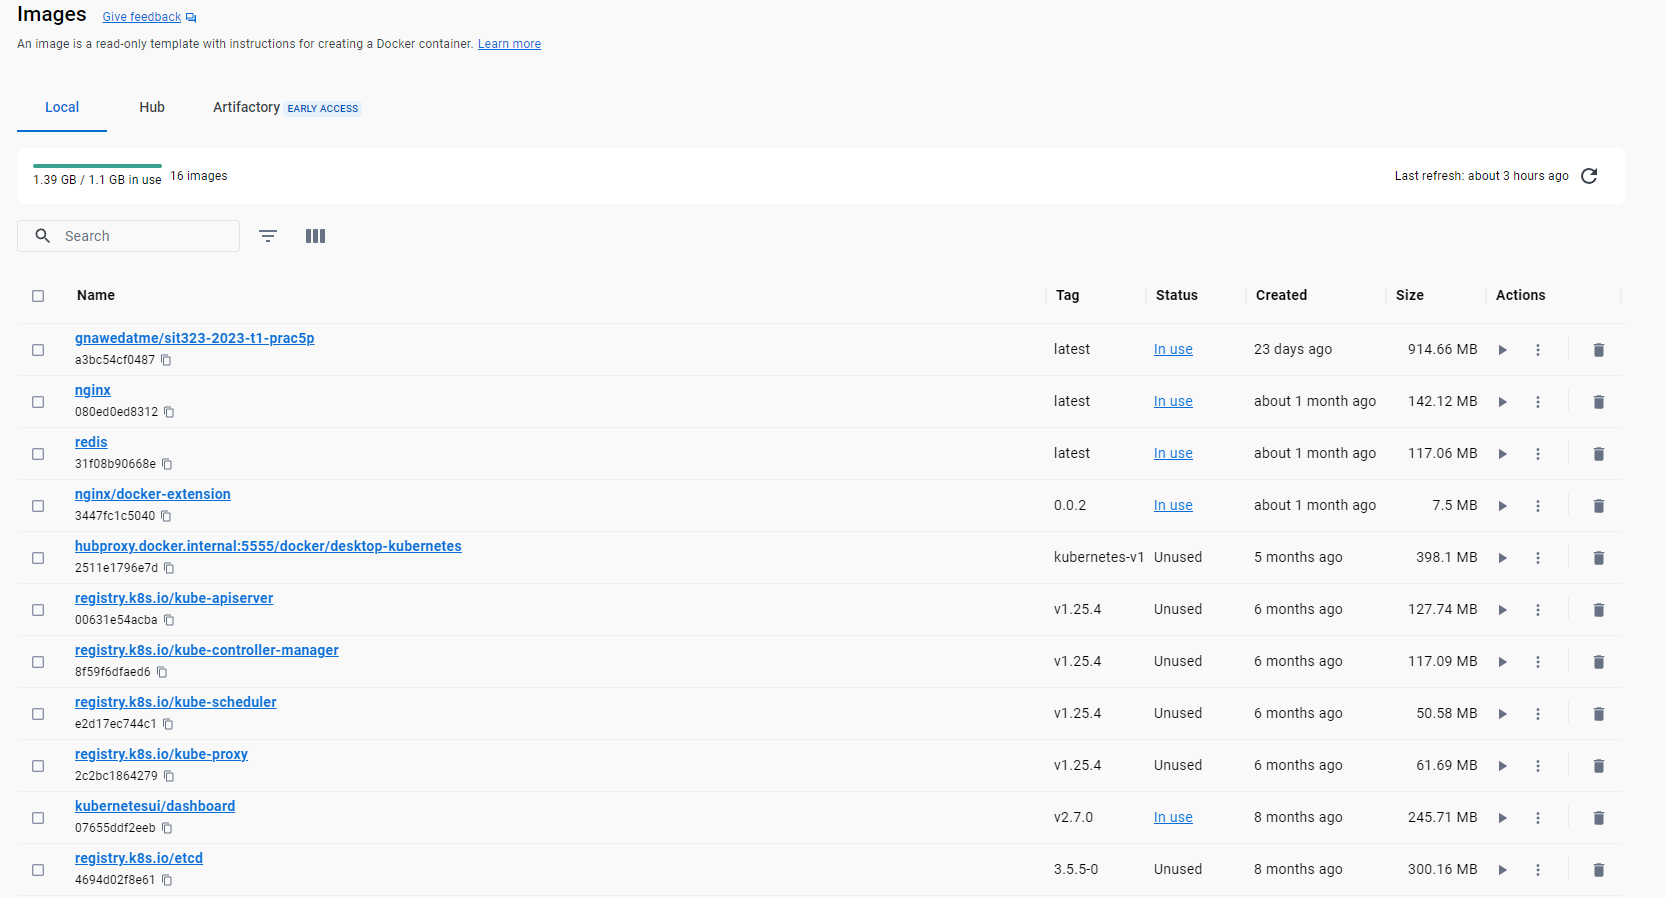 Images Give feedback
An image is a read-only template with instructions for creating a Docker container. Learn more
Local Hub Artifactory EARLY ACCESS
1.39 GB / 1.1 GB in use 16 images Last refresh: about 3 hours ago
Search
Name Tag Status Created Size Actions
gnawedatme/sit323-2023-t1-prac5p
a3bc54cf0487
latest In use 23 days ago 914.66 MB
nginx
080ed0ed8312
latest In use about 1 month ago 142.12 MB
redis
31f08b90668e
latest In use about 1 month ago 117.06 MB
nginx/docker-extension
3447fc1c5040
0.0.2 In use about 1 month ago 7.5 MB
hubproxy.docker.internal:5555/docker/desktop-kubernetes
2511e1796e7d
kubernetes-v1 Unused 5 months ago 398.1 MB
registry.k8s.io/kube-apiserver
00631e54acba
v1.25.4 Unused 6 months ago 127.74 MB
registry.k8s.io/kube-controller-manager
8f59f6dfaed6
v1.25.4 Unused 6 months ago 117.09 MB
registry.k8s.io/kube-scheduler
e2d17ec744c1
v1.25.4 Unused 6 months ago 50.58 MB
registry.k8s.io/kube-proxy
2c2bc1864279
v1.25.4 Unused 6 months ago 61.69 MB
kubernetesui/dashboard
07655ddf2eeb
v2.7.0 In use 8 months ago 245.71 MB
registry.k8s.io/etcd
4694d02f8e61
3.5.5-0 Unused 8 months ago 300.16 MB